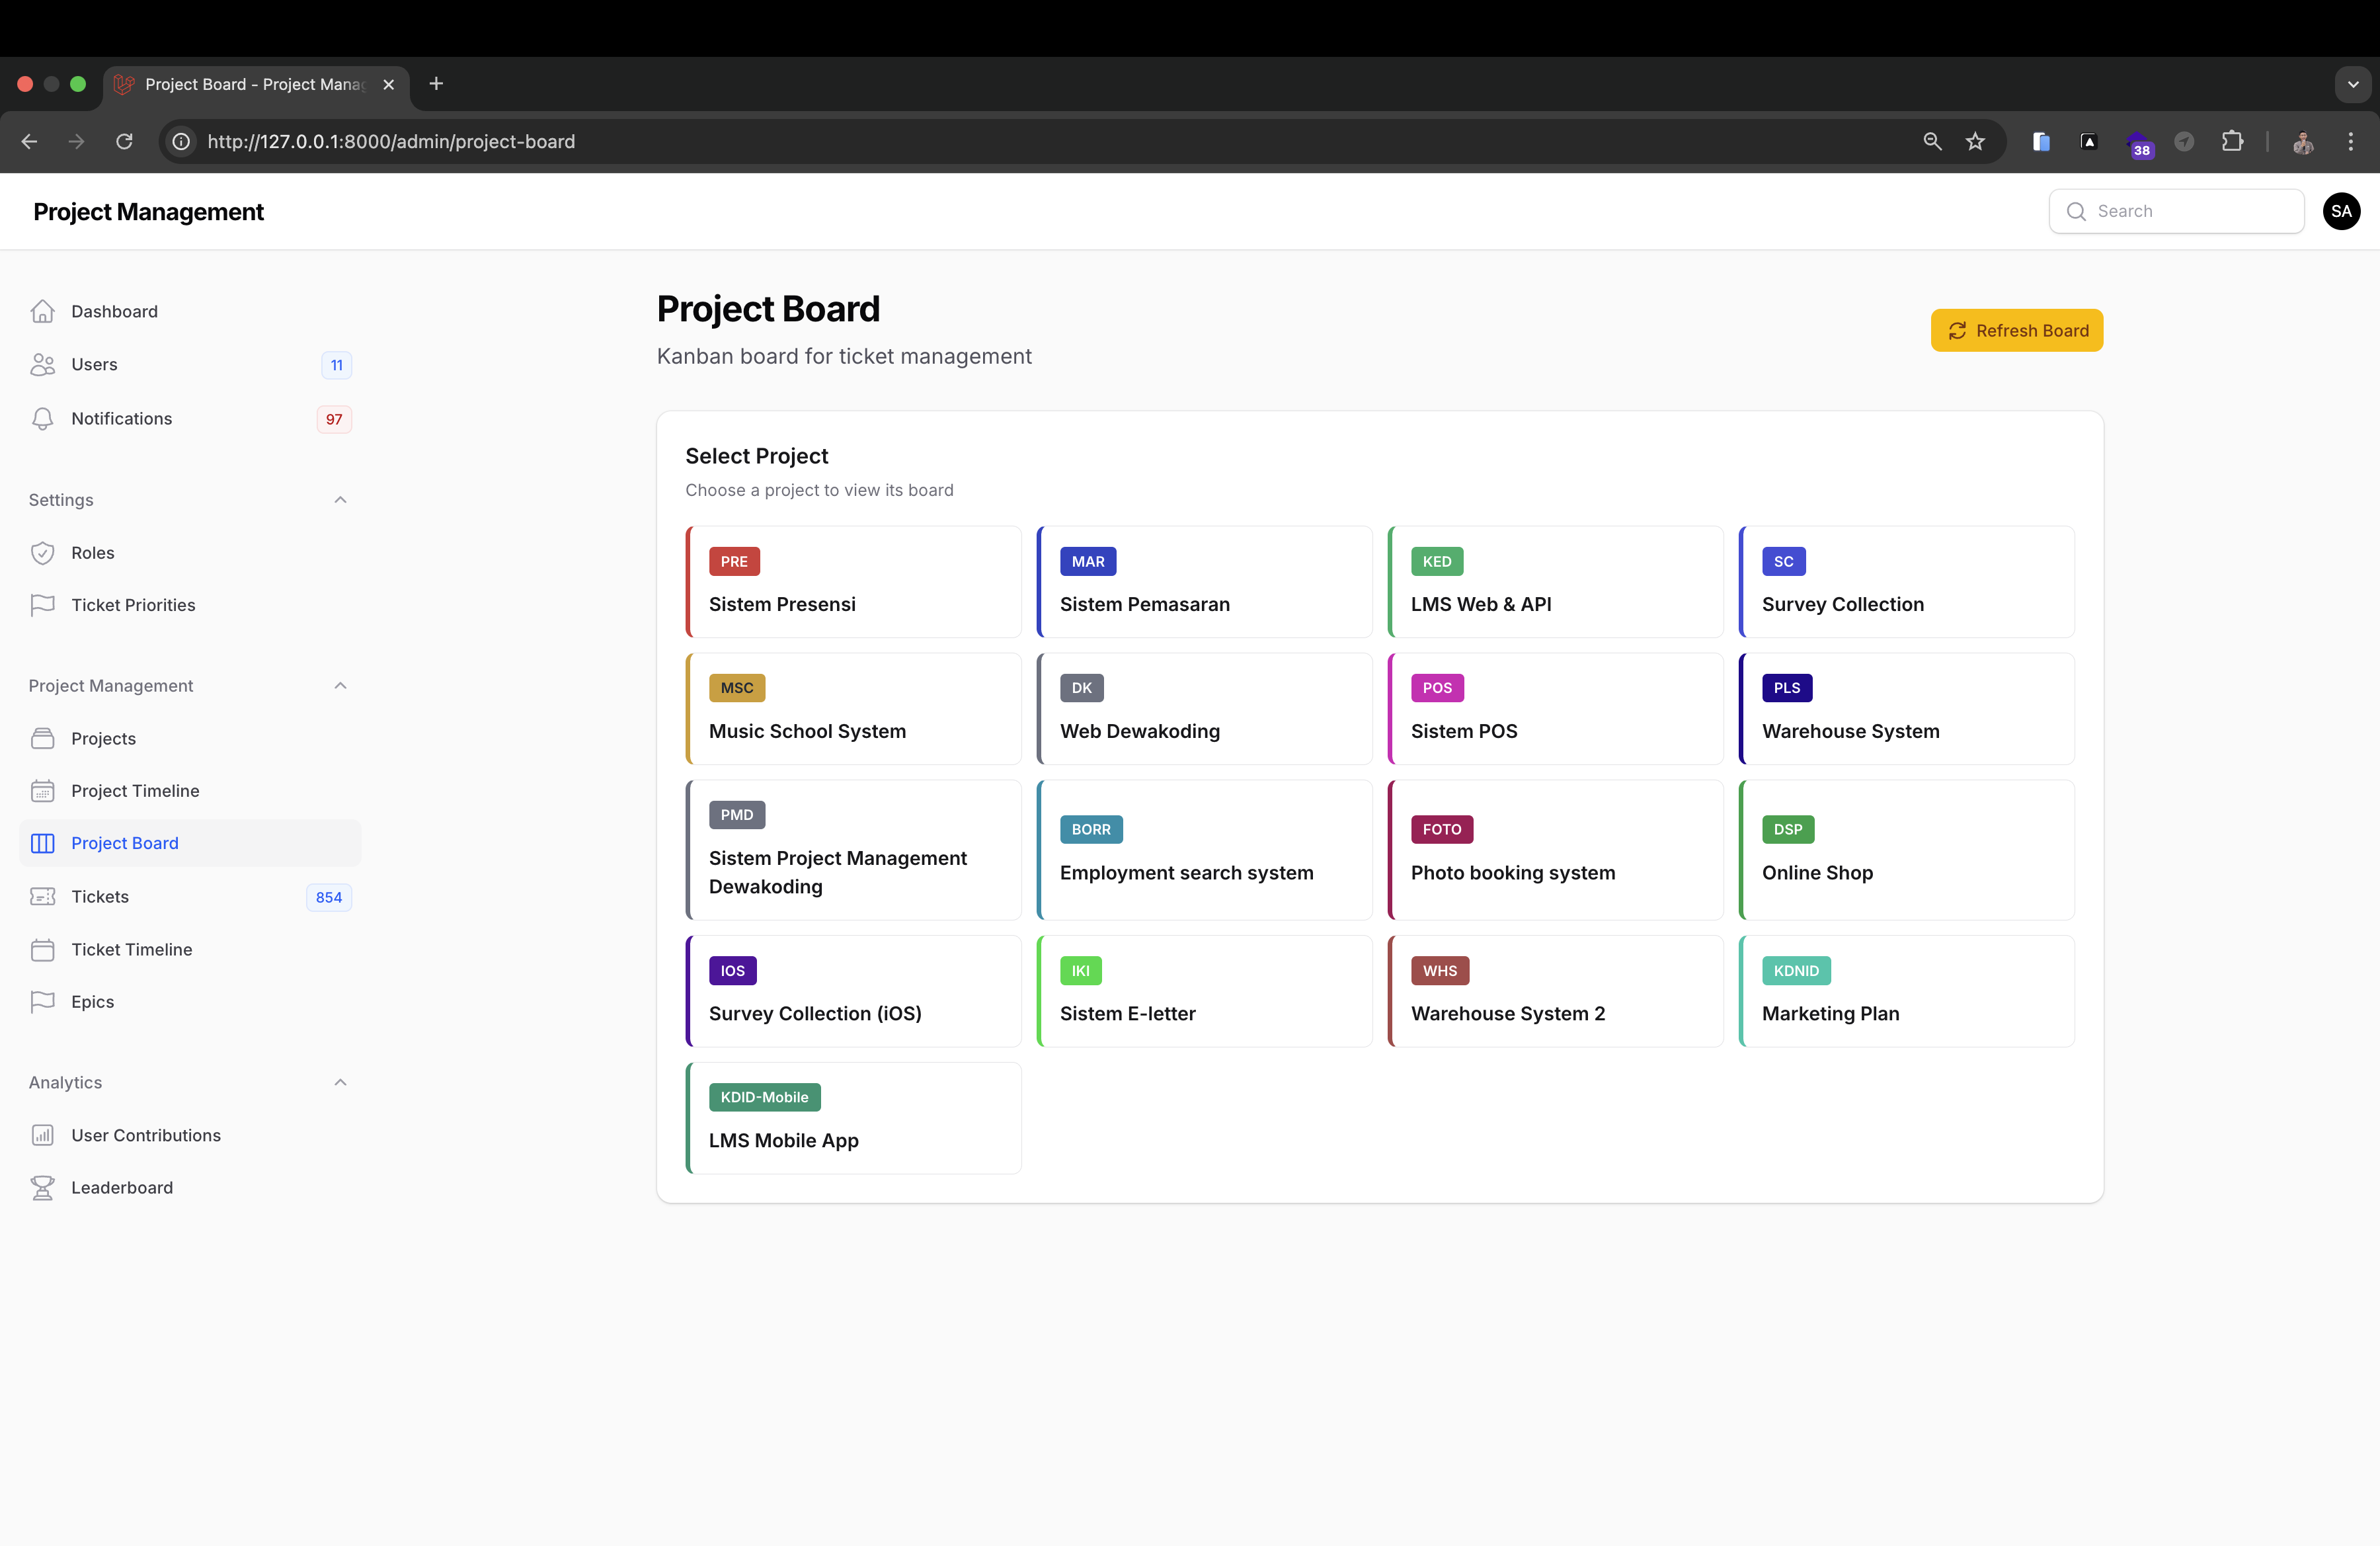 Project Board - Project Manag
http://127.0.0.1:8000/admin/project-board
38
Project Management
Search
SA
Dashboard
Users
11
Notifications
97
Settings
Roles
Ticket Priorities
Project Management
Projects
Project Timeline
Project Board
Tickets
854
Ticket Timeline
Epics
Analytics
User Contributions
Leaderboard
Project Board
Kanban board for ticket management
Refresh Board
Select Project
Choose a project to view its board
PRE
Sistem Presensi
MAR
Sistem Pemasaran
KED
LMS Web & API
SC
Survey Collection
MSC
Music School System
DK
Web Dewakoding
POS
Sistem POS
PLS
Warehouse System
PMD
Sistem Project Management
Dewakoding
BORR
Employment search system
FOTO
Photo booking system
DSP
Online Shop
IOS
Survey Collection (iOS)
IKI
Sistem E-letter
WHS
Warehouse System 2
KDNID
Marketing Plan
KDID-Mobile
LMS Mobile App